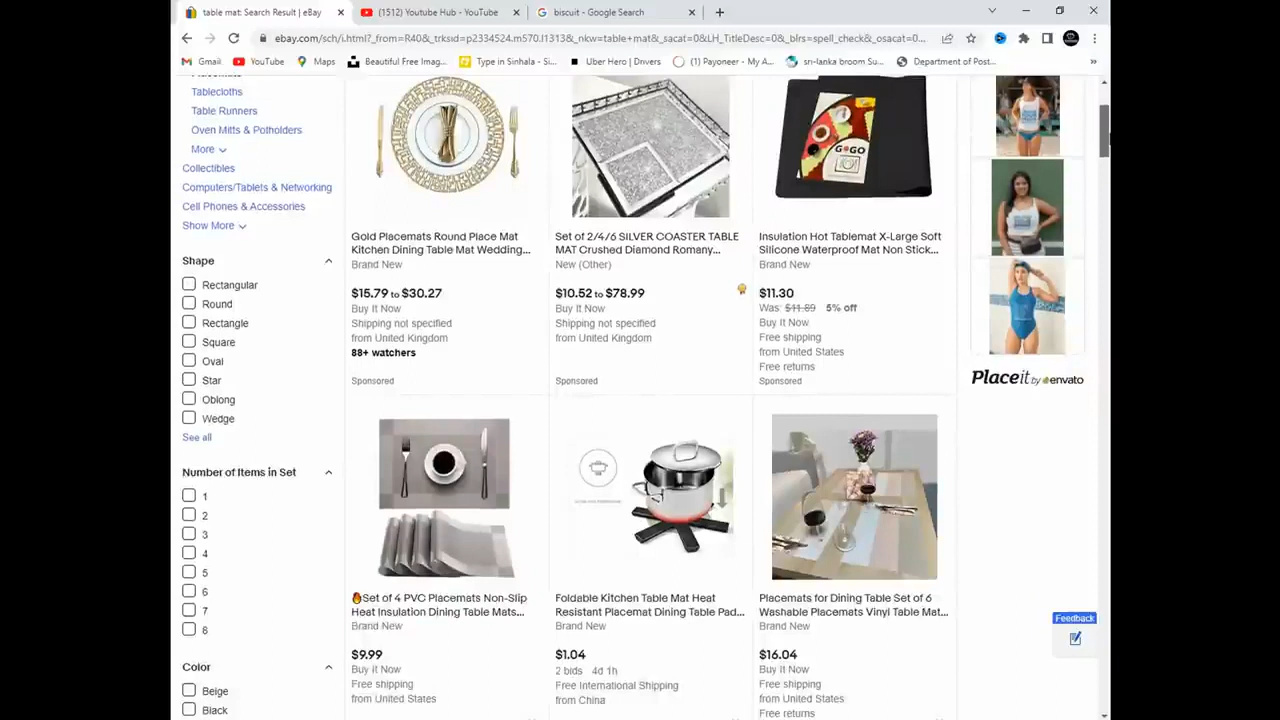 table mat: Search Result | eBay
(1512) Youtube Hub - YouTube
biscuit - Google Search
ebay.com/sch/i.html?_from=R40&_trksid=p2334524.m570.l1313&_nkw=table+mat&_sacat=0&LH_TitleDesc=0&_blrs=spell_check&_osacat=0...
Gmail
YouTube
Maps
Beautiful Free Imag...
Type in Sinhala - Si...
Uber Hero | Drivers
(1) Payoneer - My A...
sri-lanka broom Su...
Department of Post...
Tablecloths
Table Runners
Oven Mitts & Potholders
More
Collectibles
Computers/Tablets & Networking
Cell Phones & Accessories
Show More
Shape
Rectangular
Round
Rectangle
Square
Oval
Star
Oblong
Wedge
See all
Number of Items in Set
1
2
3
4
5
6
7
8
Color
Beige
Black
Gold Placemats Round Place Mat
Kitchen Dining Table Mat Wedding...
Brand New
$15.79 to $30.27
Buy It Now
Shipping not specified
from United Kingdom
88+ watchers
Sponsored
Set of 2/4/6 SILVER COASTER TABLE
MAT Crushed Diamond Romany...
New (Other)
$10.52 to $78.99
Buy It Now
Shipping not specified
from United Kingdom
Sponsored
GOGO
Insulation Hot Tablemat X-Large Soft
Silicone Waterproof Mat Non Stick...
Brand New
$11.30
Was: $11.89 5% off
Buy It Now
Free shipping
from United States
Free returns
Sponsored
Set of 4 PVC Placemats Non-Slip
Heat Insulation Dining Table Mats...
Brand New
$9.99
Buy It Now
Free shipping
from United States
Foldable Kitchen Table Mat Heat
Resistant Placemat Dining Table Pad...
Brand New
$1.04
2 bids 4d 1h
Free International Shipping
from China
Placemats for Dining Table Set of 6
Washable Placemats Vinyl Table Mat...
Brand New
$16.04
Buy It Now
Free shipping
from United States
Free returns
Placeit by envato
Feedback